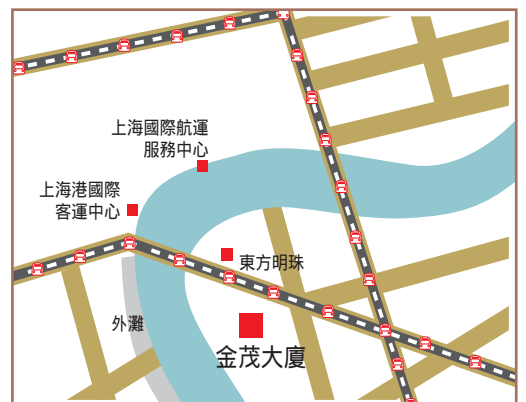 上海國際航運
服務中心
上海港國際
客運中心
東方明珠
外灘
金茂大廈